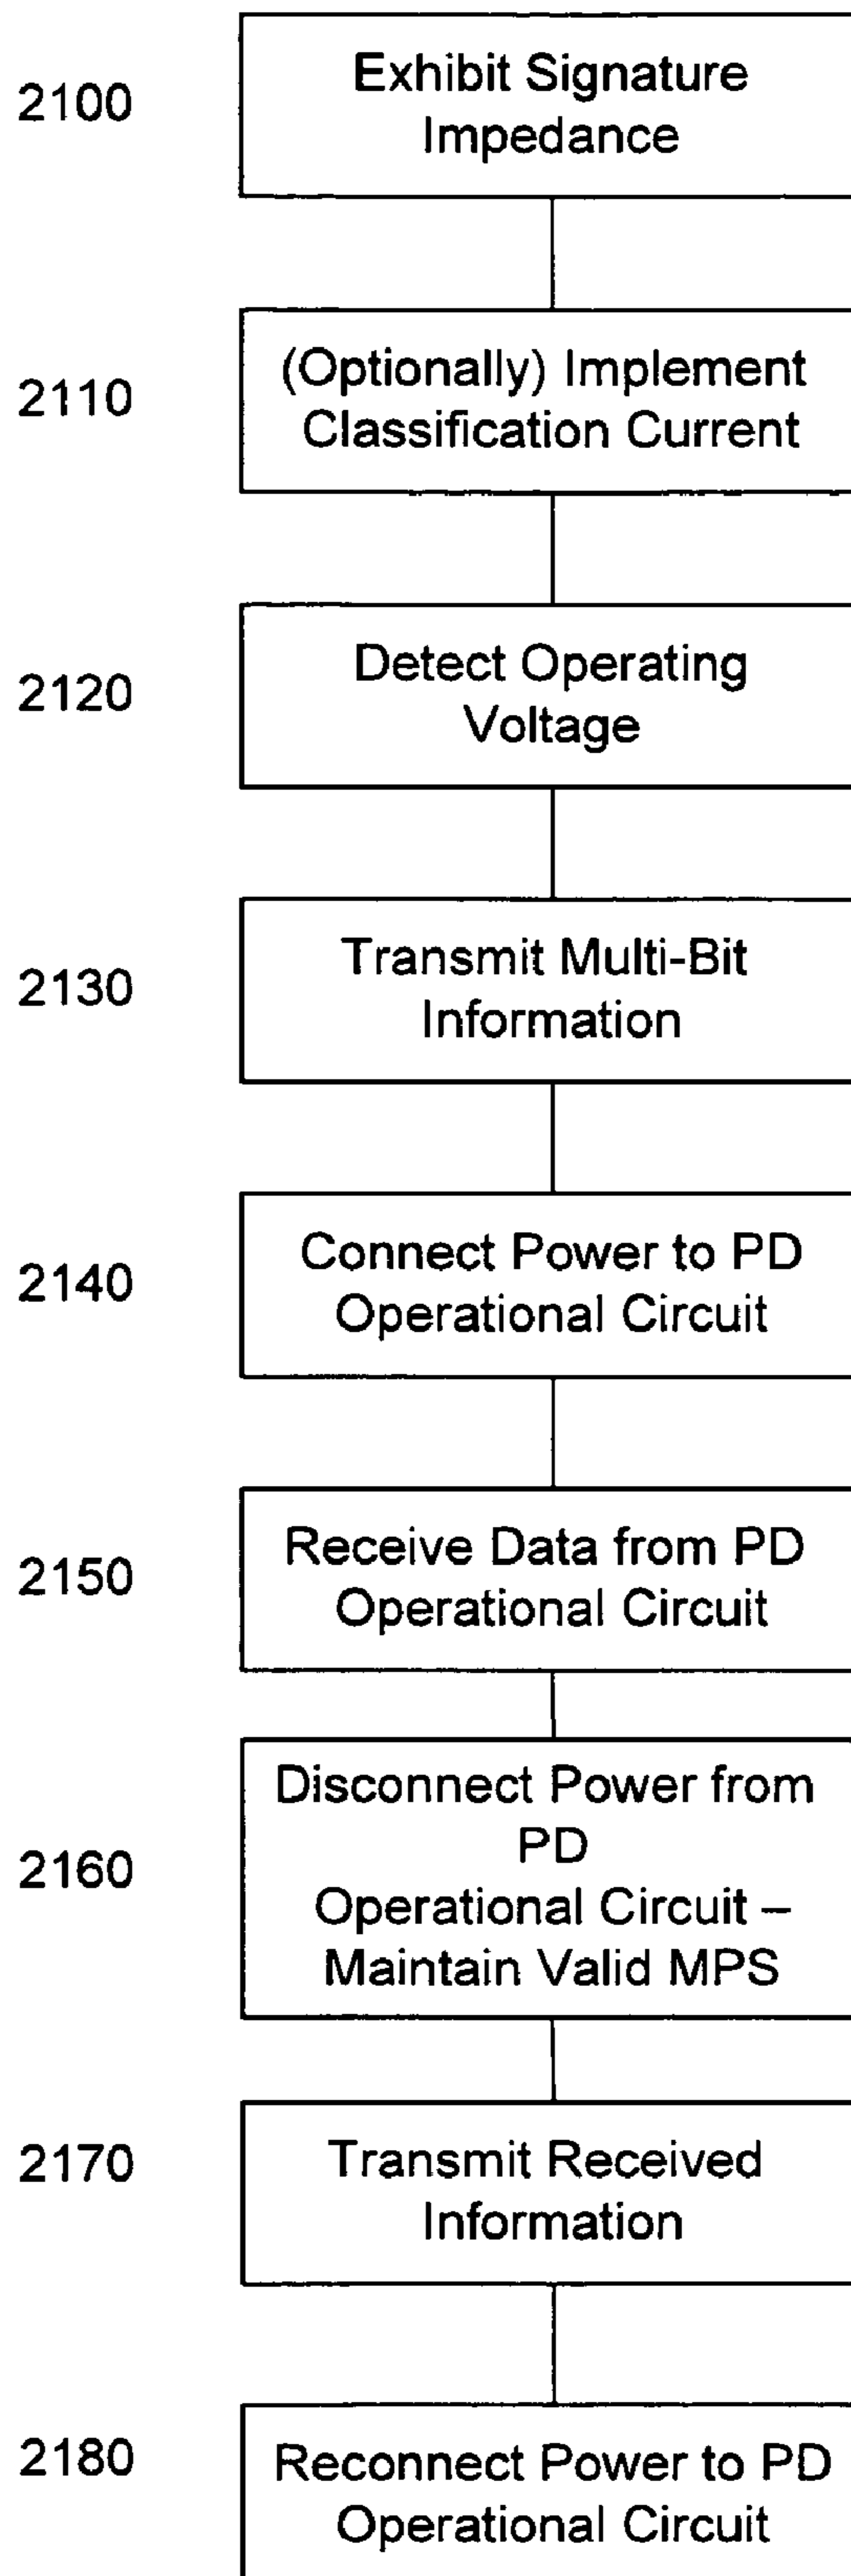 2100
Exhibit Signature
Impedance
2110
(Optionally) Implement
Classification Current
2120
Detect Operating
Voltage
2130
Transmit Multi-Bit
Information
2140
Connect Power to PD
Operational Circuit
2150
Receive Data from PD
Operational Circuit
2160
Disconnect Power from
PD
Operational Circuit –
Maintain Valid MPS
2170
Transmit Received
Information
2180
Reconnect Power to PD
Operational Circuit